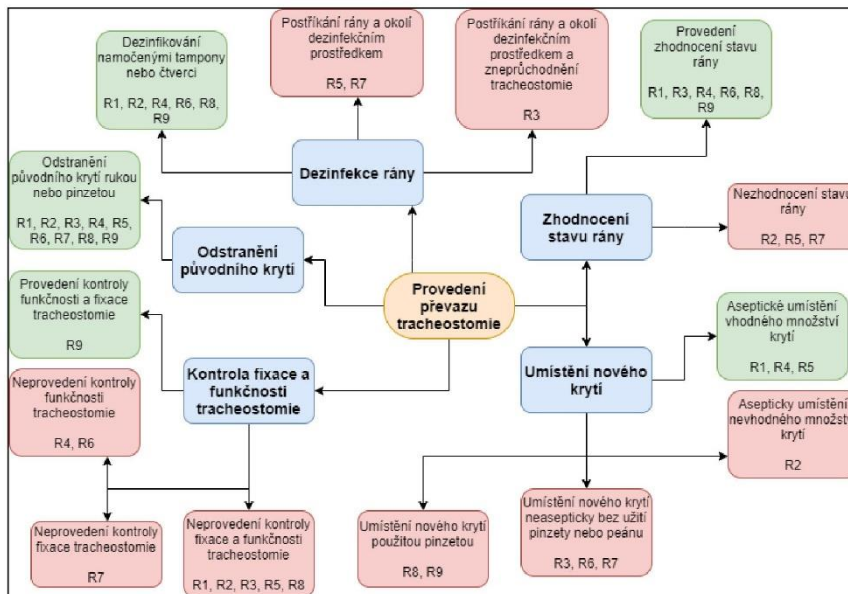 Dezinfikování
namočenými tampony
nebo čtverci
R1, R2, R4, R6, R8,
R9
Postříkání rány a okolí
dezinfekčním
prostředkem
R5, R7
Postříkání rány a okolí
dezinfekčním
prostředkem a
zneprůchodnění
tracheostomie
R3
Provedení
zhodnocení stavu
rány
R1, R3, R4, R6, R8,
R9
Odstranění
původního krytí rukou
nebo pinzetou
R1, R2, R3, R4, R5,
R6, R7, R8, R9
Dezinfekce rány
Zhodnocení
stavu rány
Nezhodnocení stavu
rány
R2, R5, R7
Odstranění
původního krytí
Provedení
převazu
tracheostomie
Provedení kontroly
funkčnosti a fixace
tracheostomie
R9
Kontrola fixace a
funkčnosti
tracheostomie
Umístění nového
krytí
Aseptické umístění
vhodného množství
krytí
R1, R4, R5
Neprovedení kontroly
funkčnosti
tracheostomie
R4, R6
Asepticky umístění
nevhodného množství
krytí
R2
Neprovedení kontroly
fixace tracheostomie
R7
Neprovedení kontroly
fixace a funkčnosti
tracheostomie
R1, R2, R3, R5, R8
Umístění nového krytí
použitou pinzetou
R8, R9
Umístění nového krytí
neasepticky bez užití
pinzety nebo peánu
R3, R6, R7